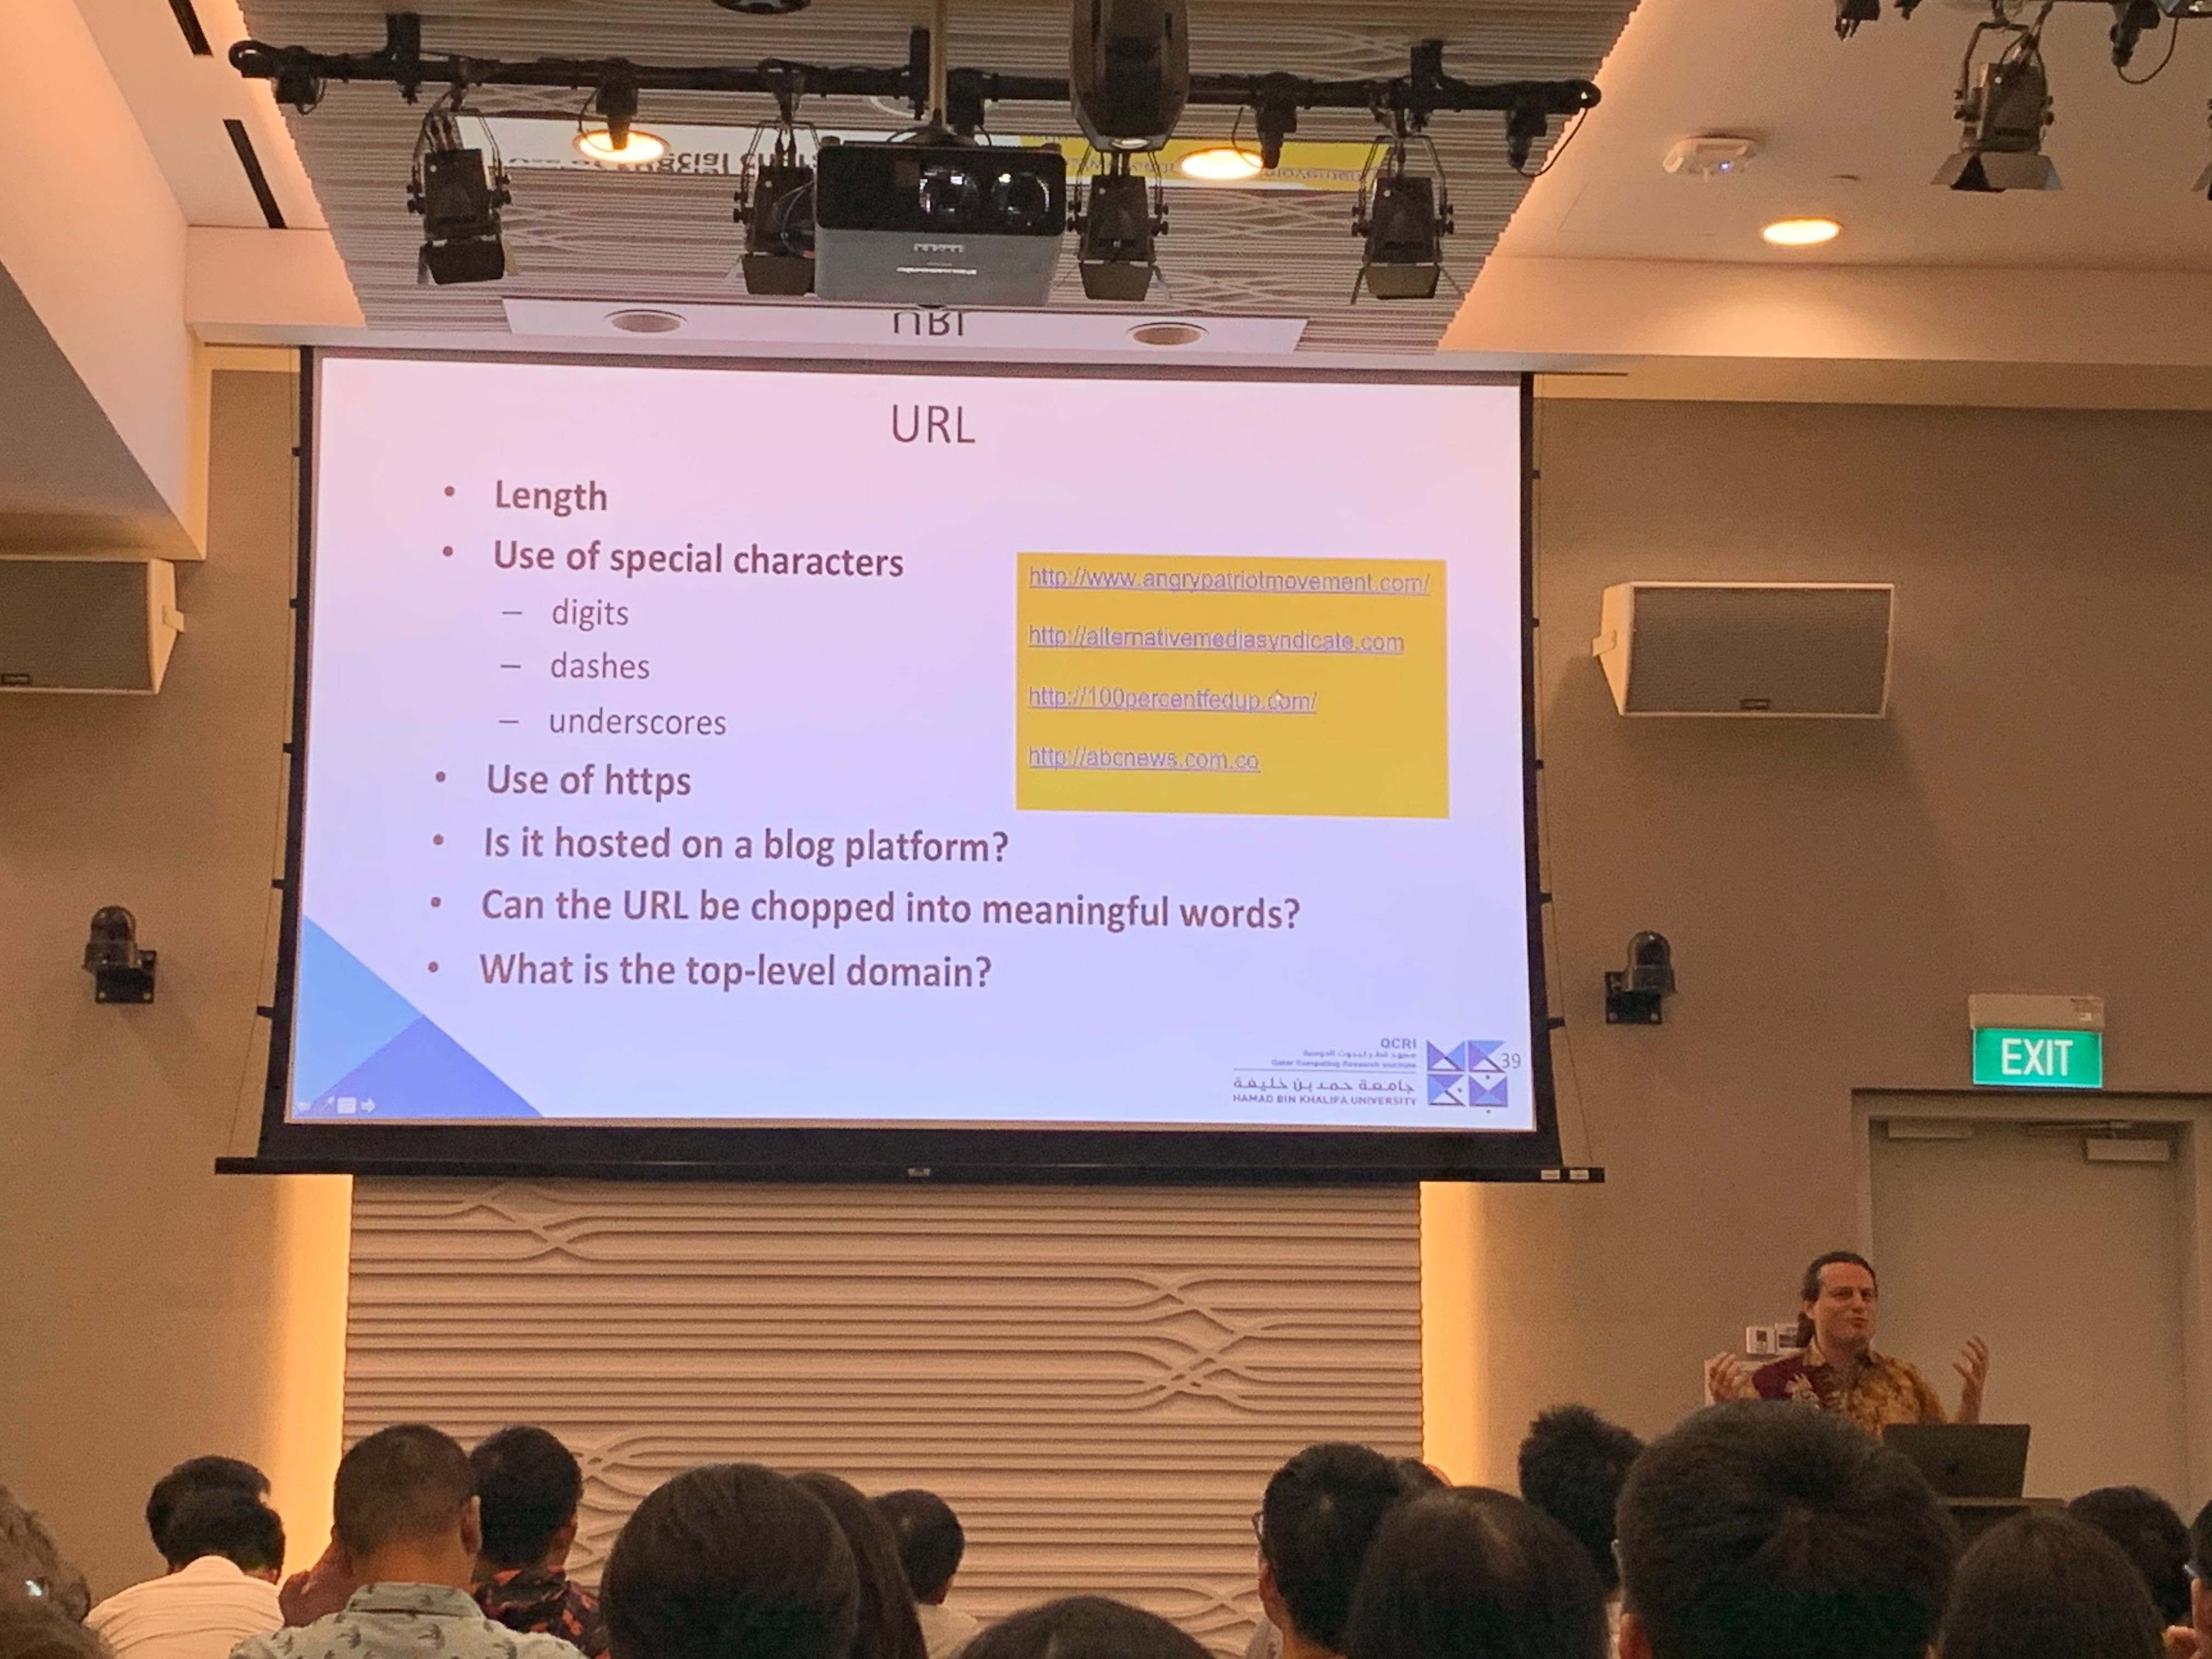 URL
• Length
• Use of special characters
– digits
– dashes
– underscores
• Use of https
• Is it hosted on a blog platform?
• Can the URL be chopped into meaningful words?
• What is the top-level domain?
http://www.angrypatriotmovement.com/
http://alternativemediasyndicate.com
http://100percentfedup.com/
http://abcnews.com.co
QCRI
معهد قطر لبحوث الحوسبة
Qatar Computing Research Institute
جامعة حمد بن خليفة
HAMAD BIN KHALIFA UNIVERSITY
39
EXIT